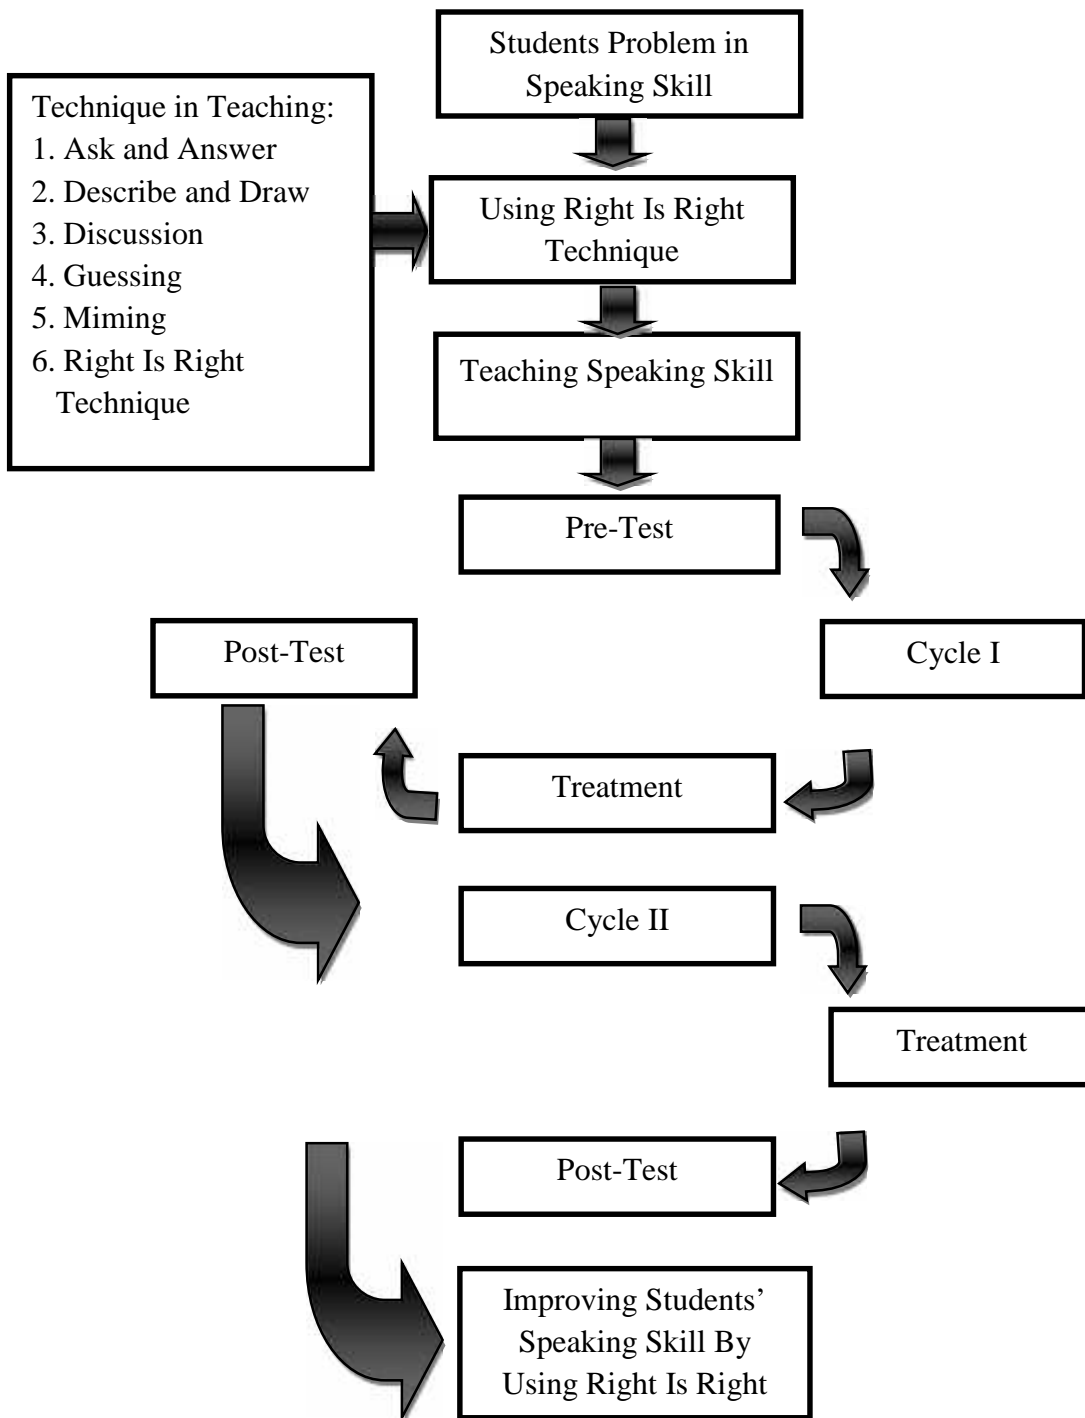 Students Problem in
Speaking Skill
Technique in Teaching:
1. Ask and Answer
2. Describe and Draw
3. Discussion
4. Guessing
5. Miming
6. Right Is Right
Technique
Using Right Is Right
Technique
Teaching Speaking Skill
Pre-Test
Cycle I
Post-Test
Treatment
Cycle II
Treatment
Post-Test
Improving Students’
Speaking Skill By
Using Right Is Right